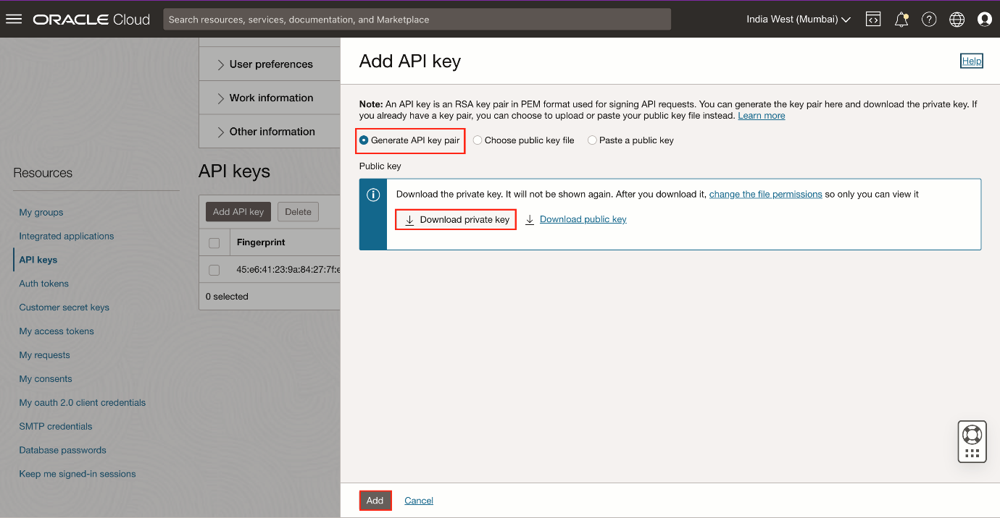 ORACLE Cloud
Search resources, services, documentation, and Marketplace
India West (Mumbai)
User preferences
Work information
Other information
Resources
My groups
Integrated applications
API keys
Auth tokens
Customer secret keys
My access tokens
My requests
My consents
My oauth 2.0 client credentials
SMTP credentials
Database passwords
Keep me signed-in sessions
API keys
Add API key
Delete
Fingerprint
45:e6:41:23:9a:84:27:7f:e
0 selected
Add API key
Help
Note: An API key is an RSA key pair in PEM format used for signing API requests. You can generate the key pair here and download the private key. If
you already have a key pair, you can choose to upload or paste your public key file instead. Learn more
Generate API key pair
Choose public key file
Paste a public key
Public key
Download the private key. It will not be shown again. After you download it, change the file permissions so only you can view it
Download private key
Download public key
Add
Cancel